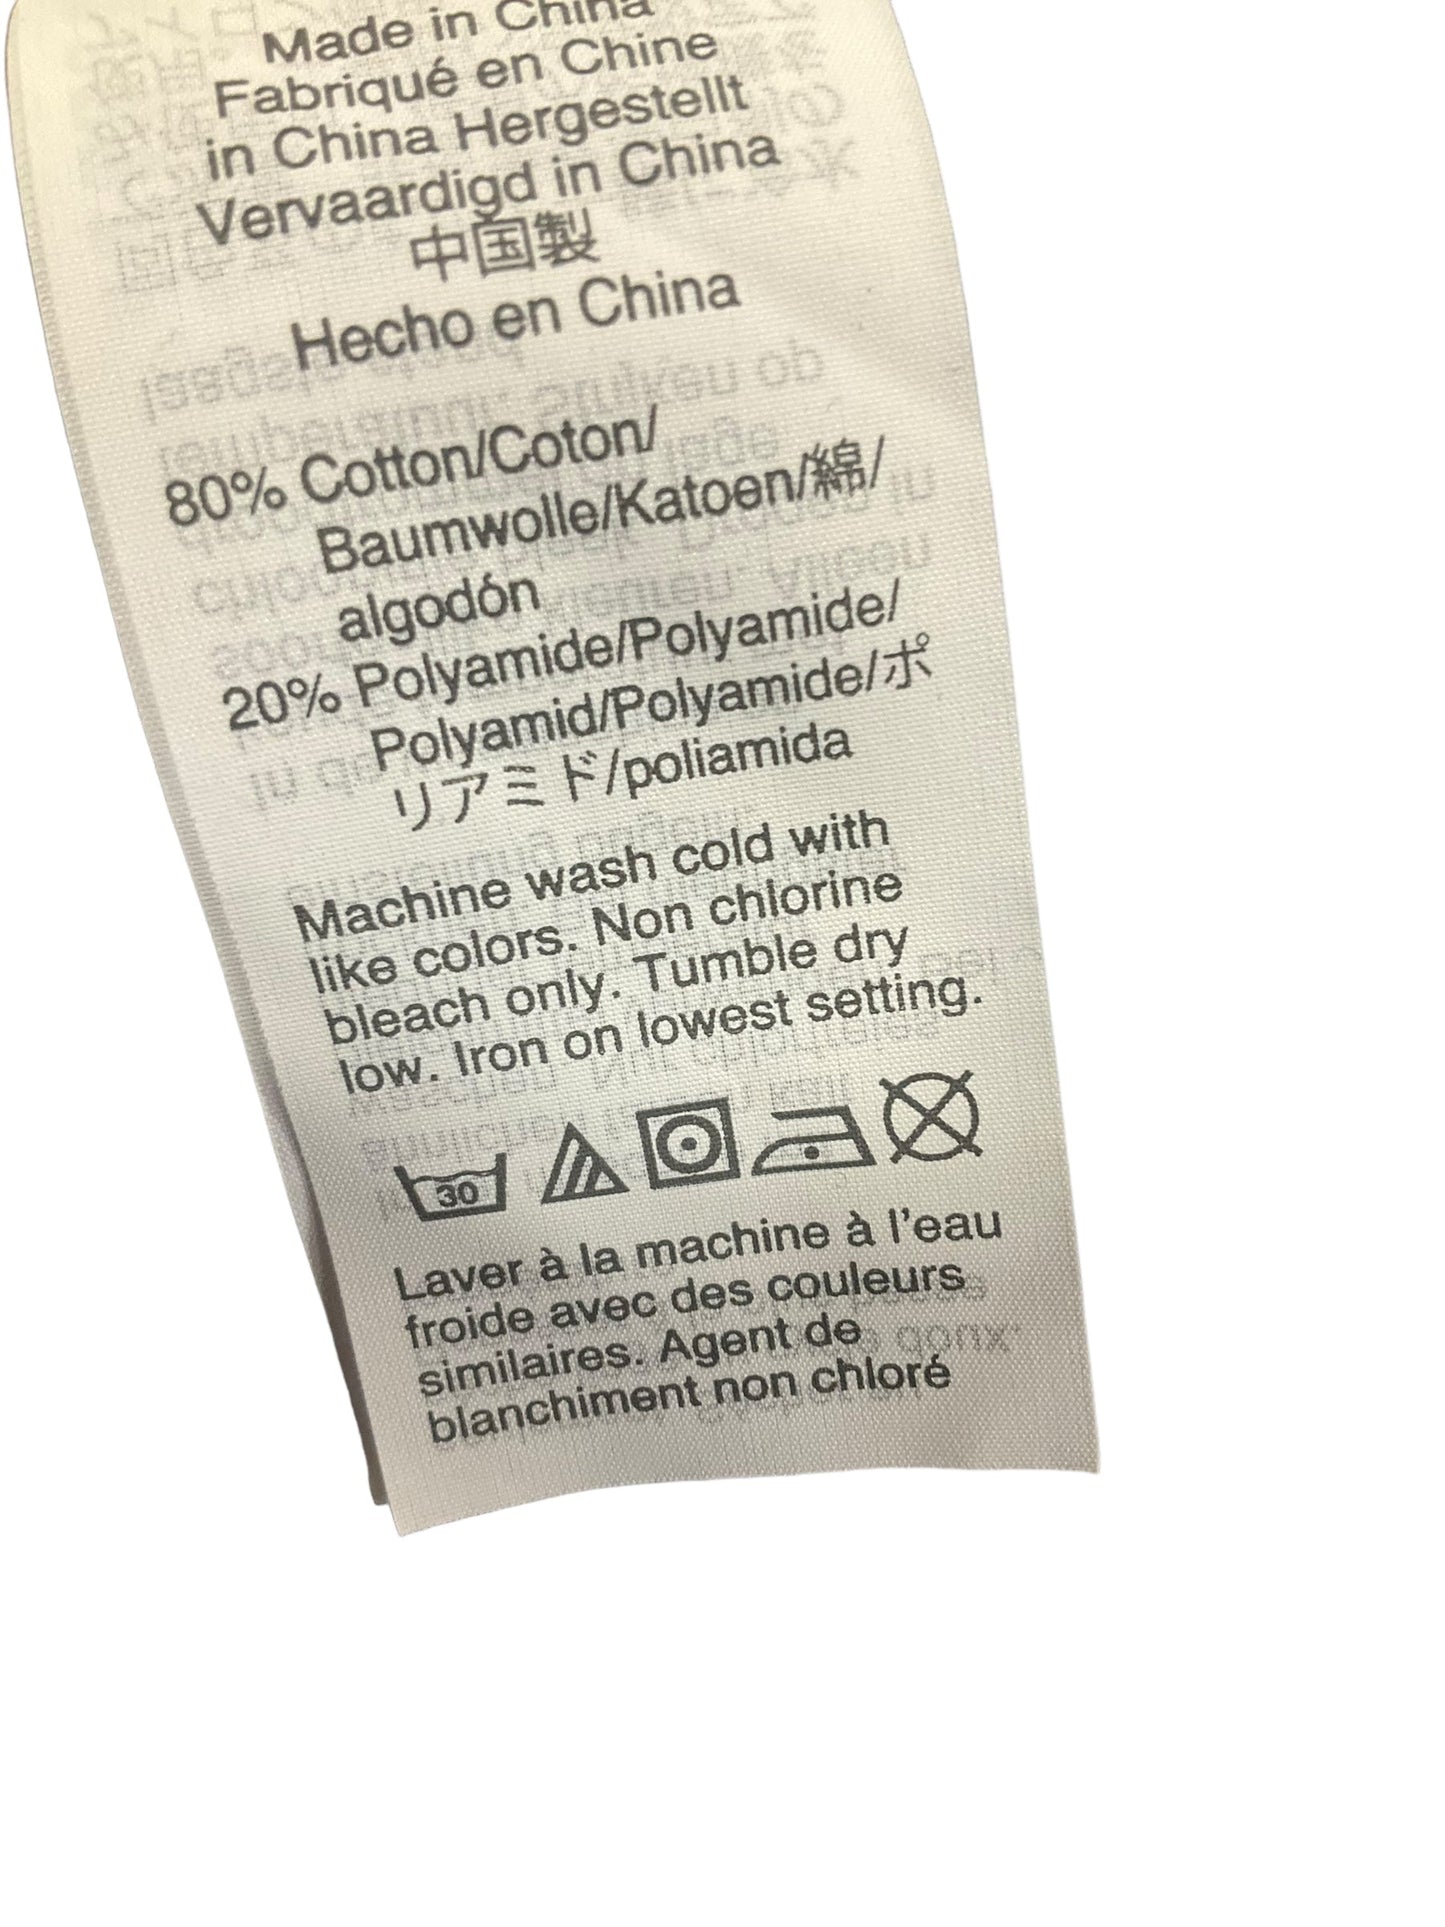 Made in China
Fabriqué en Chine
in China Hergestellt
Vervaardigd in China
中国製
Hecho en China
80% Cotton/Coton/
Baumwolle/Katoen/綿/
algodón
20% Polyamide/Polyamide/
Polyamid/Polyamide/ポ
リアミド/poliamida
Machine wash cold with
like colors. Non chlorine
bleach only. Tumble dry
low. Iron on lowest setting.
30
Laver à la machine à l'eau
froide avec des couleurs
similaires. Agent de
blanchiment non chloré